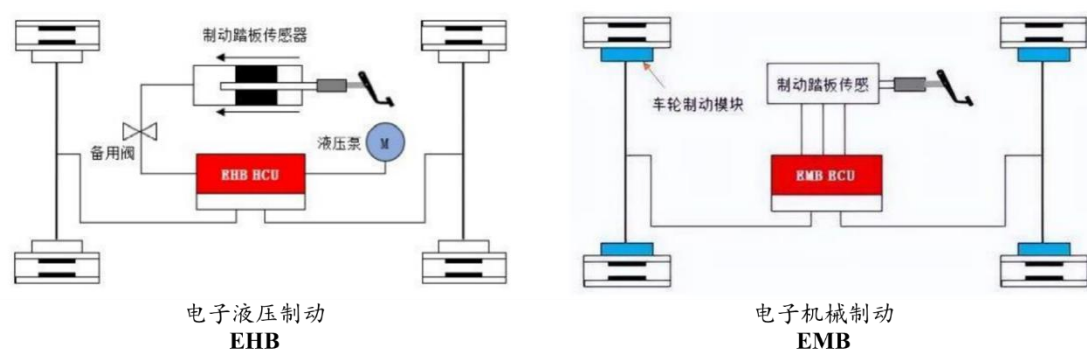 制动踏板传感器
备用阀
液压泵
M
EHB HCU
电子液压制动
EHB
车轮制动模块
制动踏板传感
EMB ECU
电子机械制动
EMB